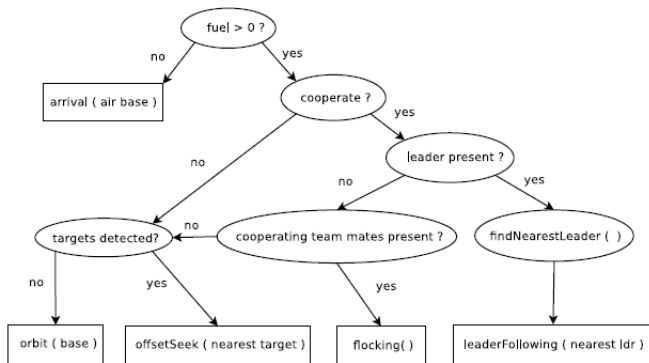 fuel > 0 ?
no
yes
arrival ( air base )
cooperate ?
yes
no
leader present ?
no
yes
targets detected?
no
cooperating team mates present ?
findNearestLeader ( )
no
yes
yes
orbit ( base )
offsetSeek ( nearest target )
flocking( )
leaderFollowing ( nearest ldr )